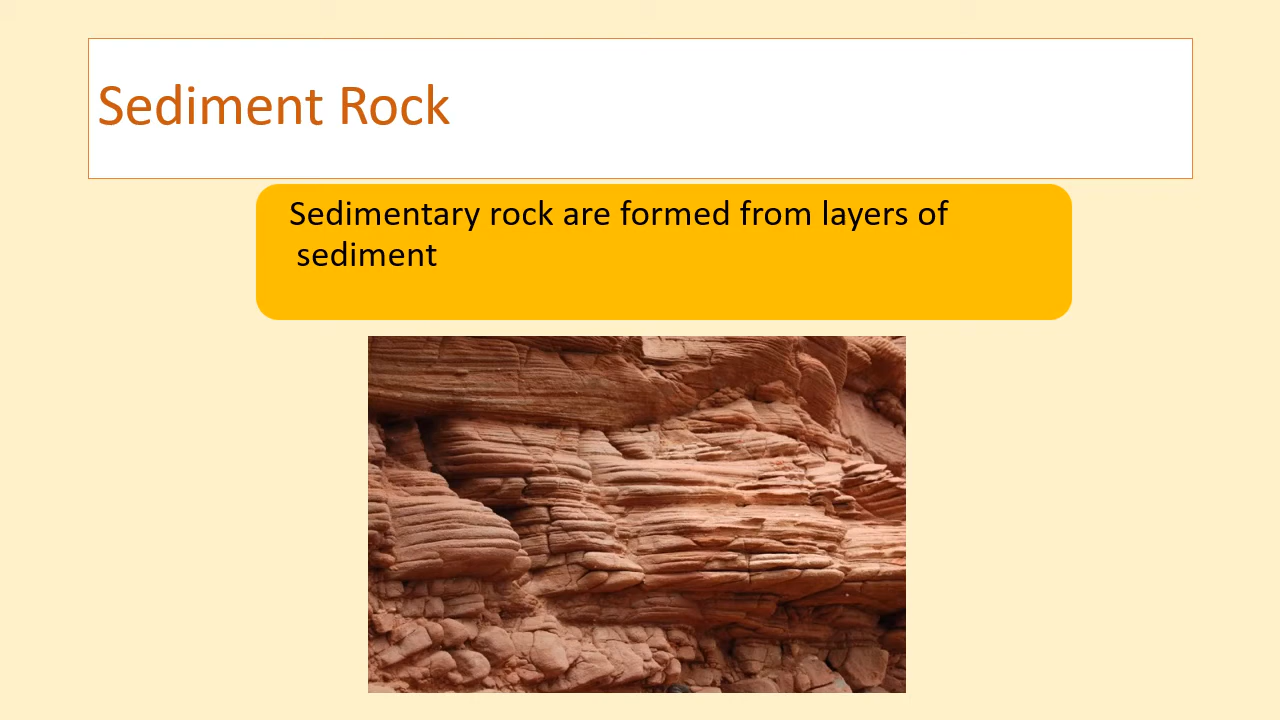 Sediment Rock
Sedimentary rock are formed from layers of
sediment